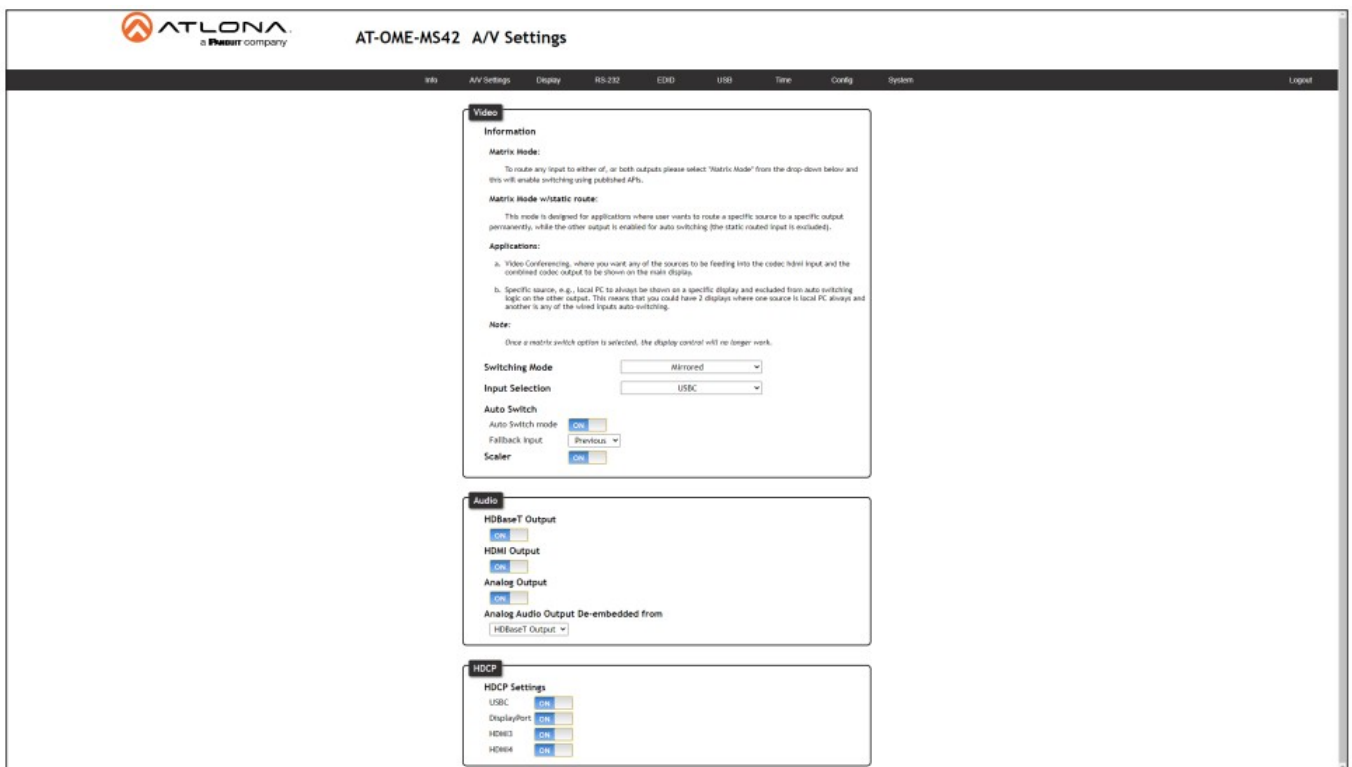 ATLONA.
a PANDUIT company
AT-OME-MS42 A/V Settings
Info A/V Settings Display RS-232 EDID USB Time Config System Logout
Video
Information
Matrix Mode:
To route any input to either of, or both outputs please select "Matrix Mode" from the drop-down below and
this will enable switching using published APIs.
Matrix Mode w/static route:
This mode is designed for applications where user wants to route a specific source to a specific output
permanently, while the other output is enabled for auto switching (the static routed input is excluded).
Applications:
a. Video Conferencing, where you want any of the sources to be feeding into the codec hdmi input and the
combined codec output to be shown on the main display.
b. Specific source, e.g., local PC to always be shown on a specific display and excluded from auto switching
logic on the other output. This means that you could have 2 displays where one source is local PC always and
another is any of the wired inputs auto-switching.
Note:
Once a matrix switch option is selected, the display control will no longer work.
Switching Mode Mirrored
Input Selection USBC
Auto Switch
Auto Switch mode ON
Fallback Input Previous
Scaler ON
Audio
HDBaseT Output
ON
HDMI Output
ON
Analog Output
ON
Analog Audio Output De-embedded from
HDBaseT Output
HDCP
HDCP Settings
USBC ON
DisplayPort ON
HDMI3 ON
HDMI4 ON